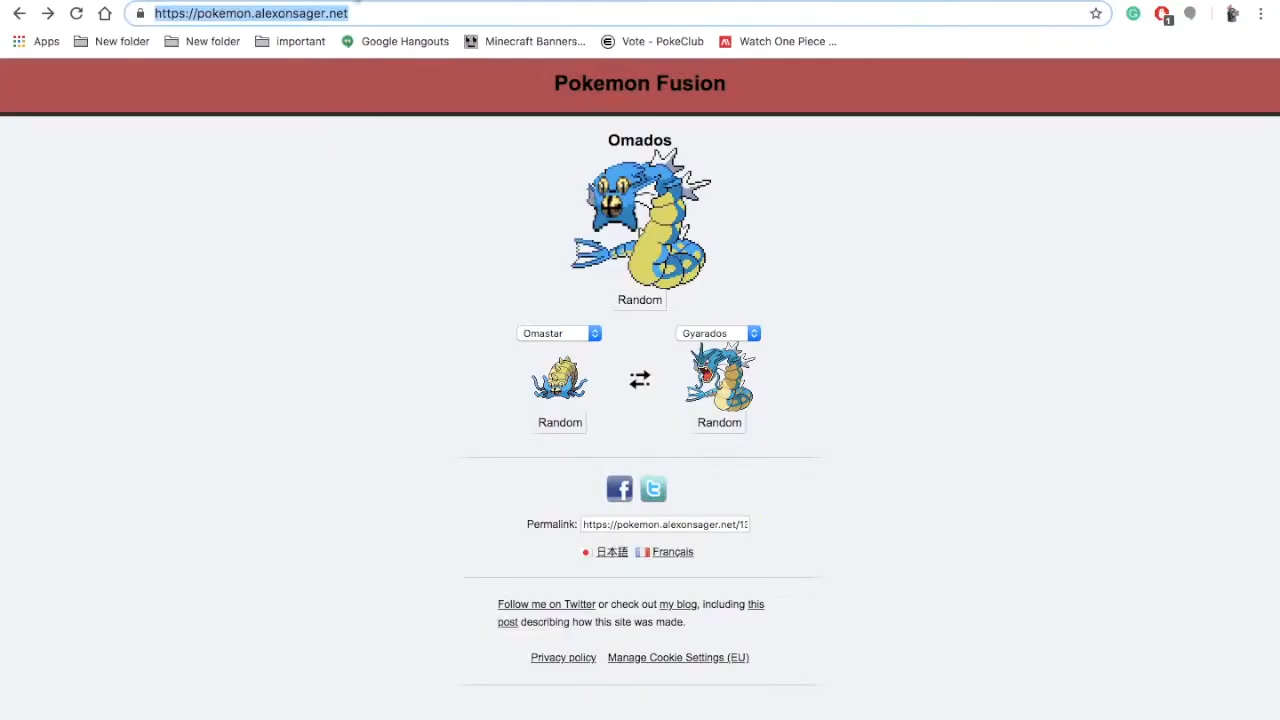 https://pokemon.alexonsager.net
1
Apps New folder New folder important Google Hangouts Minecraft Banners... Vote - PokeClub Watch One Piece ...
Pokemon Fusion
Omados
Random
Omastar Gyarados
Random Random
Permalink: https://pokemon.alexonsager.net/13
日本語 Français
Follow me on Twitter or check out my blog, including this
post describing how this site was made.
Privacy policy Manage Cookie Settings (EU)